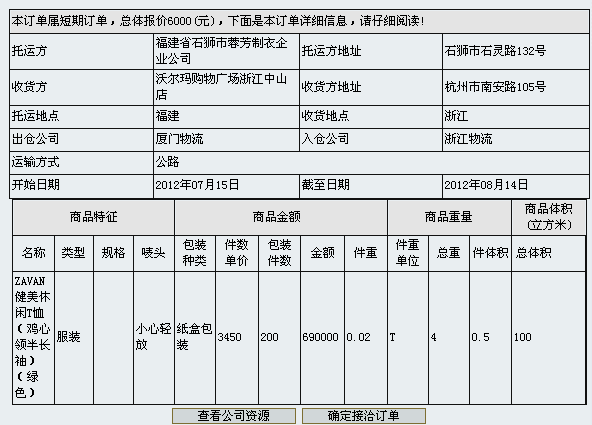 本订单属短期订单，总体报价6000(元)，下面是本订单详细信息，请仔细阅读!
托运方 福建省石狮市蓉芳制衣企业公司 托运方地址 石狮市石灵路132号
收货方 沃尔玛购物广场浙江中山店 收货方地址 杭州市南安路105号
托运地点 福建 收货地点 浙江
出仓公司 厦门物流 入仓公司 浙江物流
运输方式 公路
开始日期 2012年07月15日 截至日期 2012年08月14日
商品特征 商品金额 商品重量 商品体积(立方米)
名称 类型 规格 唛头 包装种类 件数单价 包装件数 金额 件重 件重单位 总重 件体积 总体积
ZAVAN健美休闲T恤(鸡心领半长袖)(绿色) 服装 小心轻放 纸盒包装 3450 200 690000 0.02 T 4 0.5 100
查看公司资源 确定接洽订单